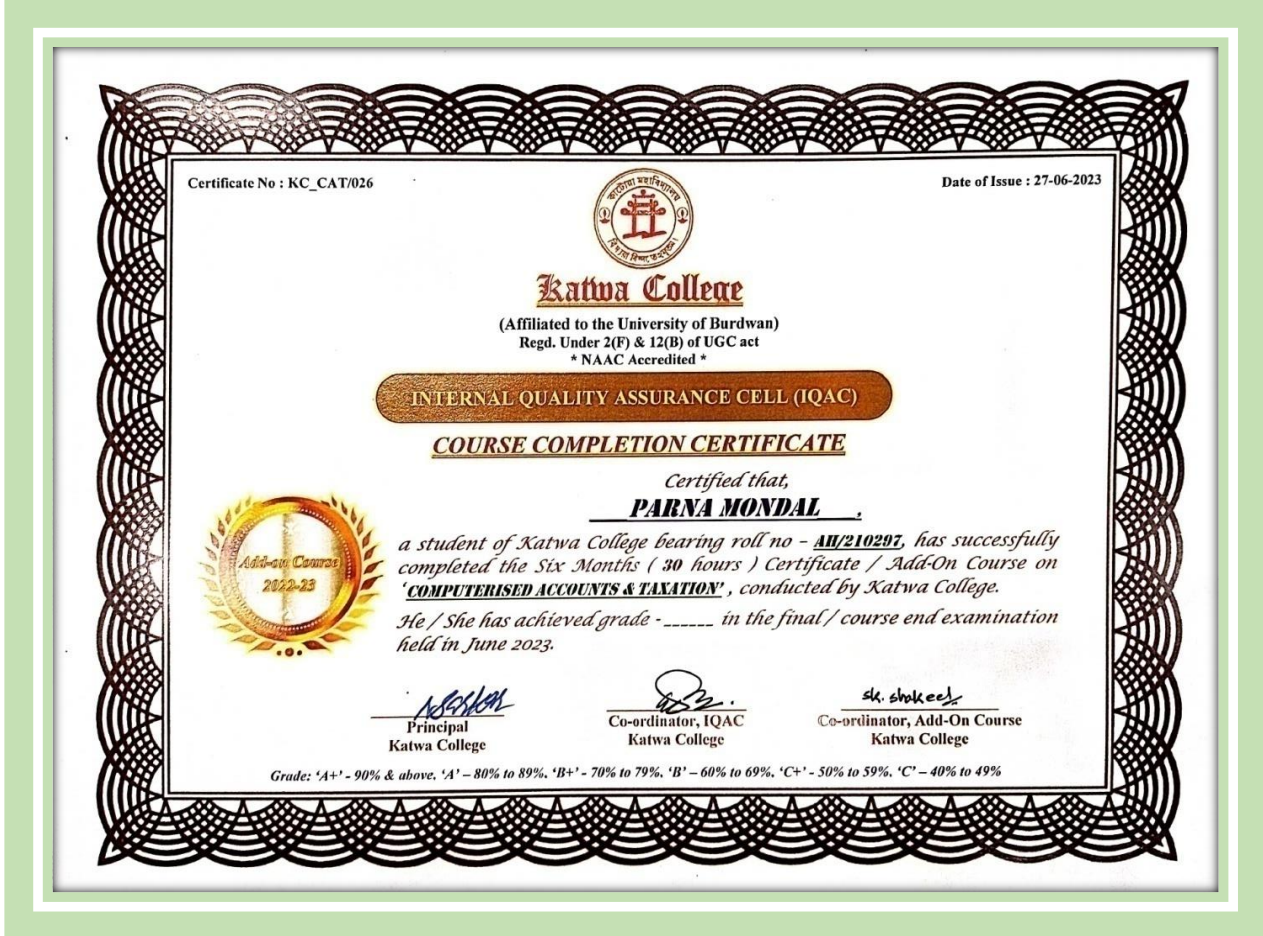 Certificate No : KC_CAT/026
Date of Issue : 27-06-2023
কাটোয়া মহাবিদ্যালয়
Katwa College
(Affiliated to the University of Burdwan)
Regd. Under 2(F) & 12(B) of UGC act
* NAAC Accredited *
INTERNAL QUALITY ASSURANCE CELL (IQAC)
COURSE COMPLETION CERTIFICATE
Certified that,
PARNA MONDAL .
a student of Katwa College bearing roll no - AH/210297, has successfully
completed the Six Months ( 30 hours ) Certificate / Add-On Course on
'COMPUTERISED ACCOUNTS & TAXATION' , conducted by Katwa College.
He / She has achieved grade -______ in the final / course end examination
held in June 2023.
Add-on Course
2022-23
sk. shakeel
Principal
Katwa College
Co-ordinator, IQAC
Katwa College
Co-ordinator, Add-On Course
Katwa College
Grade: 'A+' - 90% & above, 'A' – 80% to 89%, 'B+' - 70% to 79%, 'B' – 60% to 69%, 'C+' - 50% to 59%, 'C' – 40% to 49%